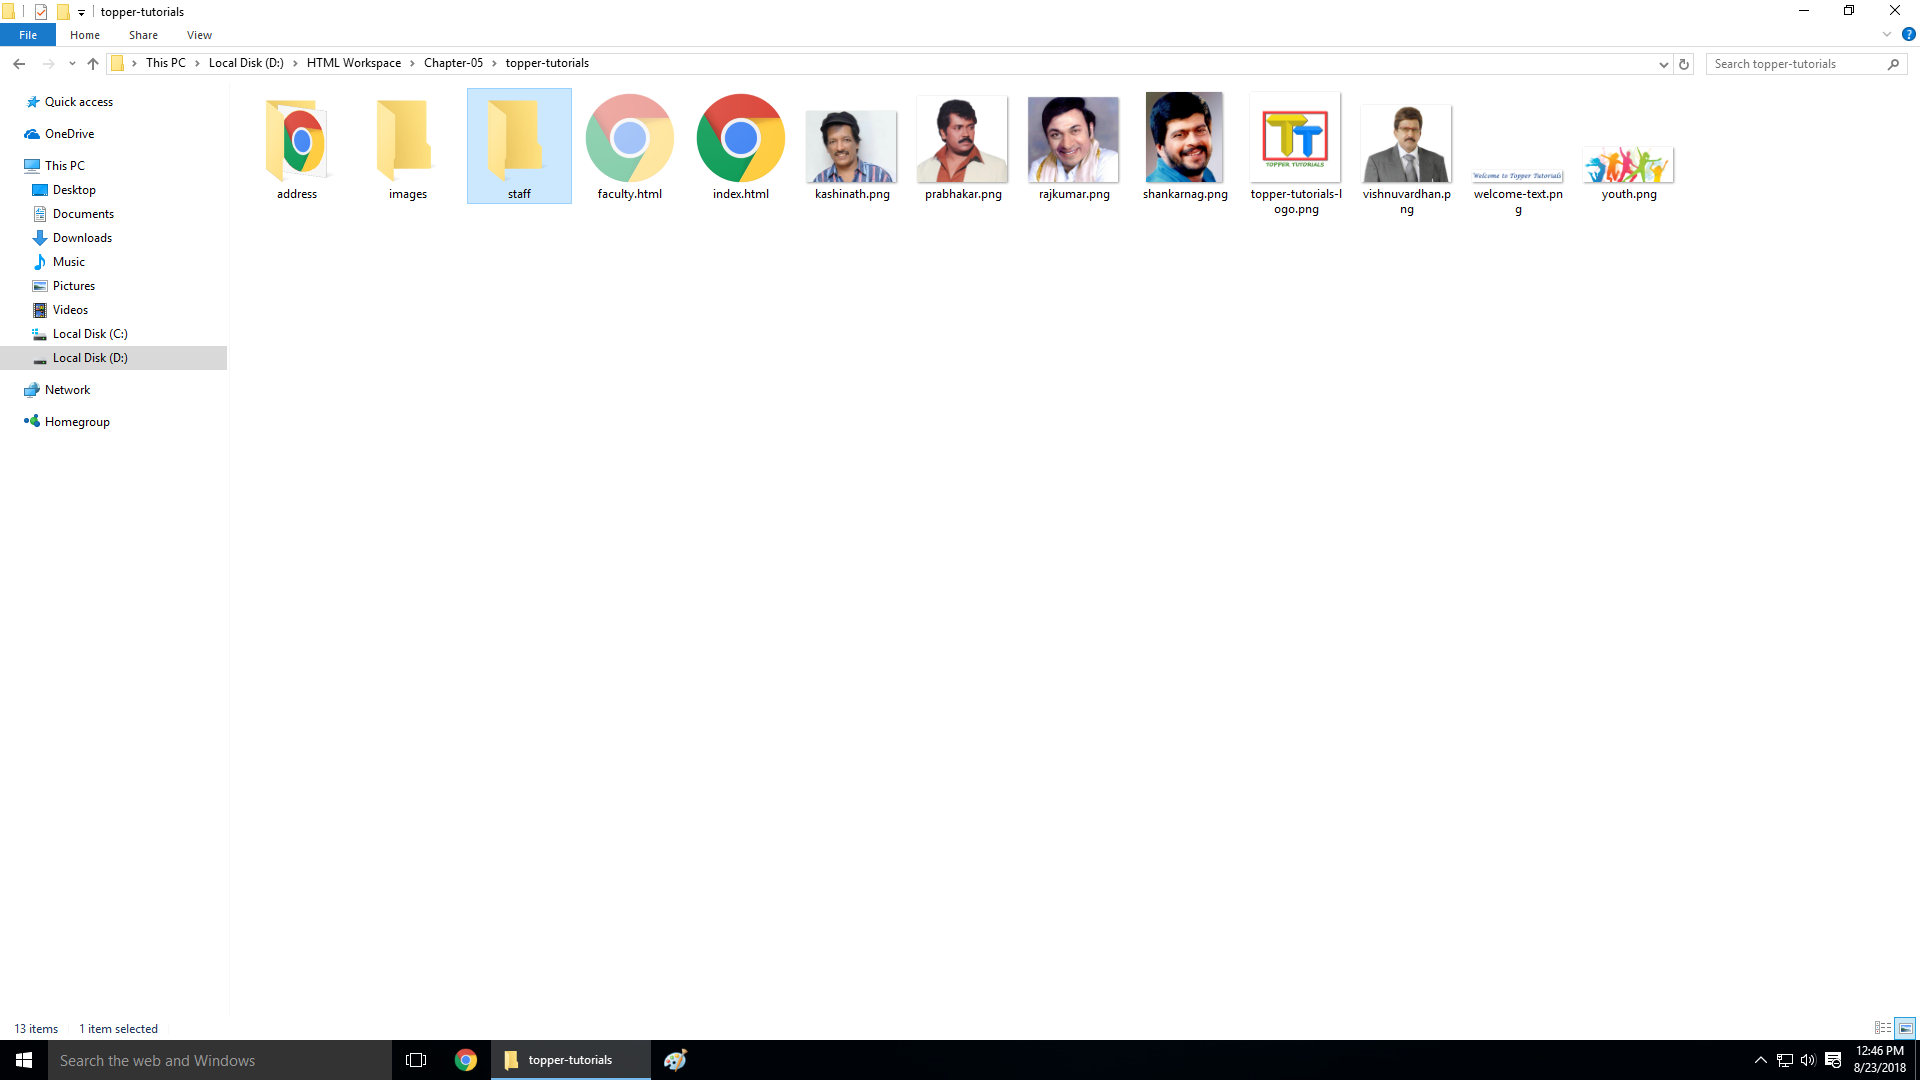 topper-tutorials
File Home Share View
This PC Local Disk (D:) HTML Workspace Chapter-05 topper-tutorials
Search topper-tutorials
Quick access
OneDrive
This PC
Desktop
Documents
Downloads
Music
Pictures
Videos
Local Disk (C:)
Local Disk (D:)
Network
Homegroup
TT
TOPPER TUTORIALS
Welcome to Topper Tutorials
address images staff faculty.html index.html kashinath.png prabhakar.png rajkumar.png shankarnag.png topper-tutorials-l vishnuvardhan.p welcome-text.pn youth.png
ogo.png ng g
13 items 1 item selected
Search the web and Windows
topper-tutorials
12:46 PM
8/23/2018